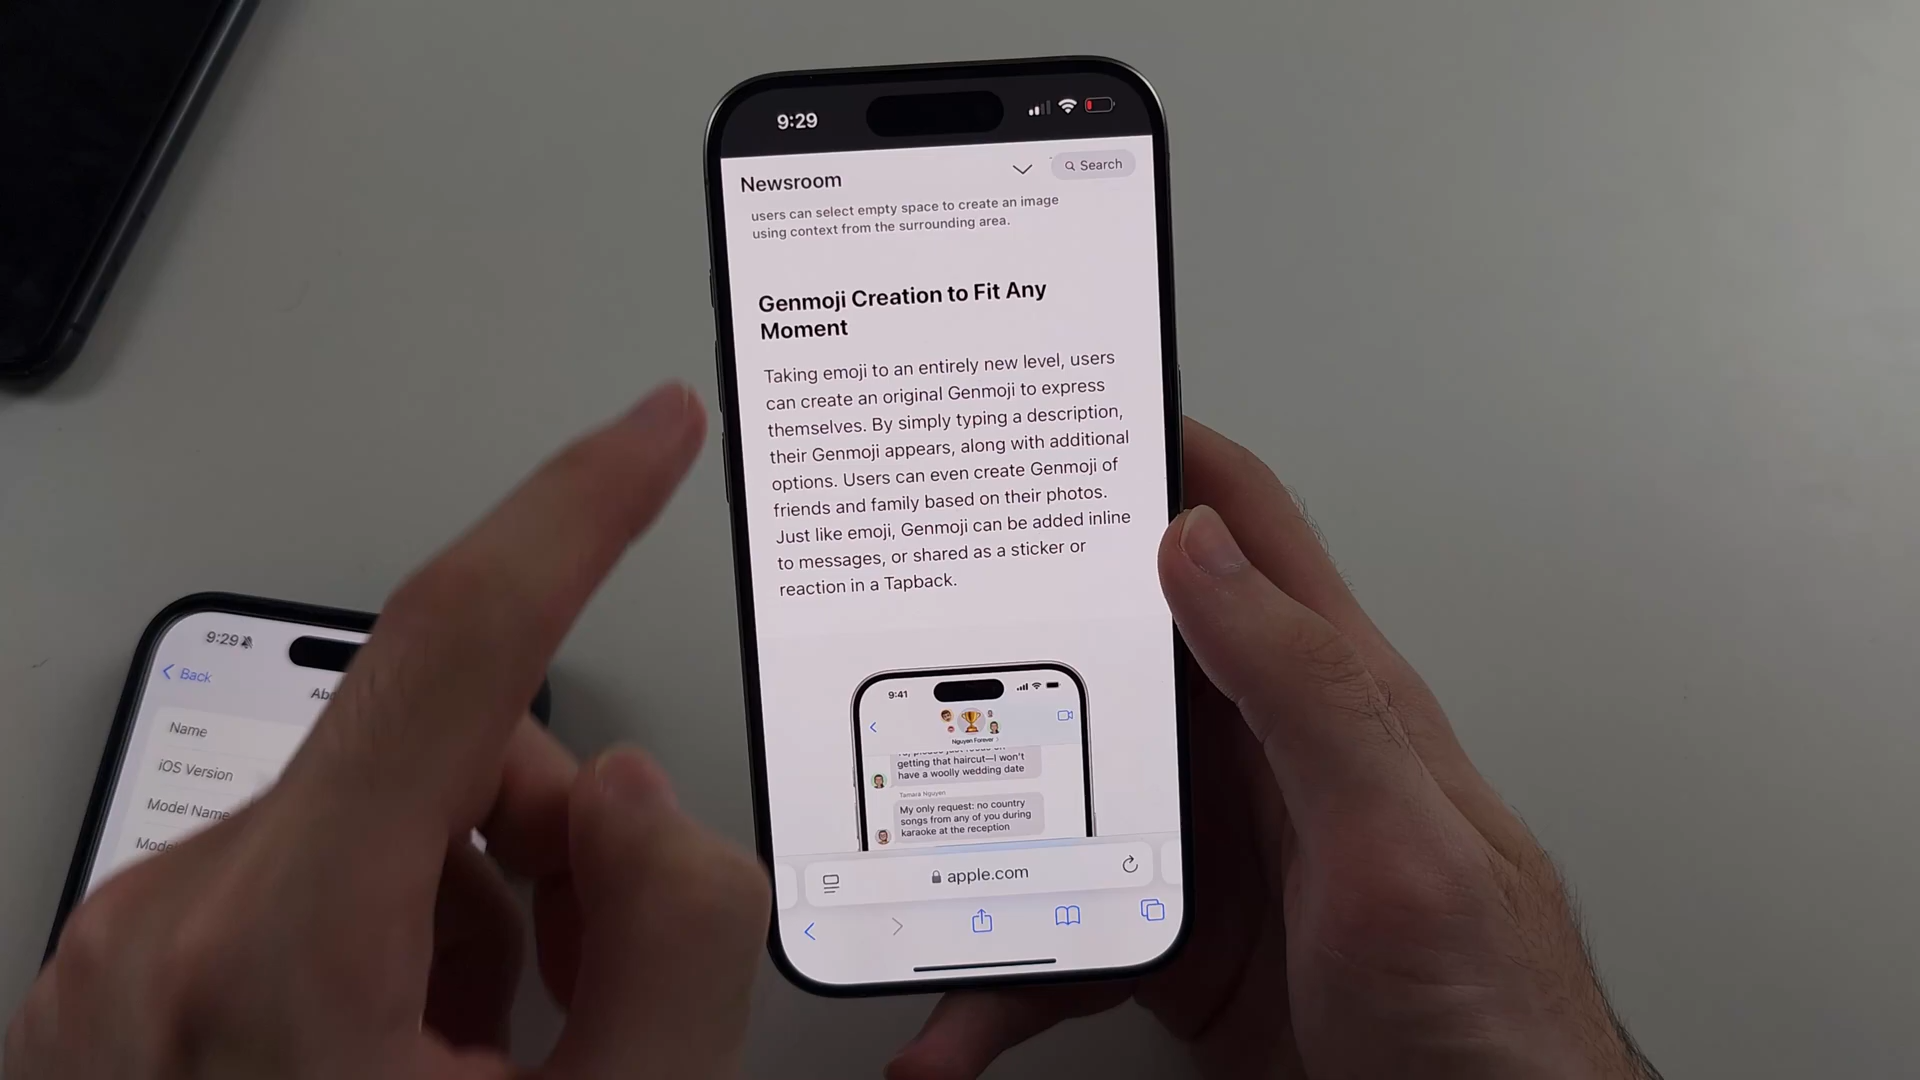 9:29
Newsroom
Search
users can select empty space to create an image
using context from the surrounding area.
Genmoji Creation to Fit Any
Moment
Taking emoji to an entirely new level, users
can create an original Genmoji to express
themselves. By simply typing a description,
their Genmoji appears, along with additional
options. Users can even create Genmoji of
friends and family based on their photos.
Just like emoji, Genmoji can be added inline
to messages, or shared as a sticker or
reaction in a Tapback.
9:41
Nguyen Forever
getting that haircut—I won't
have a woolly wedding date
Tamara Nguyen
My only request: no country
songs from any of you during
karaoke at the reception
apple.com
9:29
Back
Name
iOS Version
Model Name